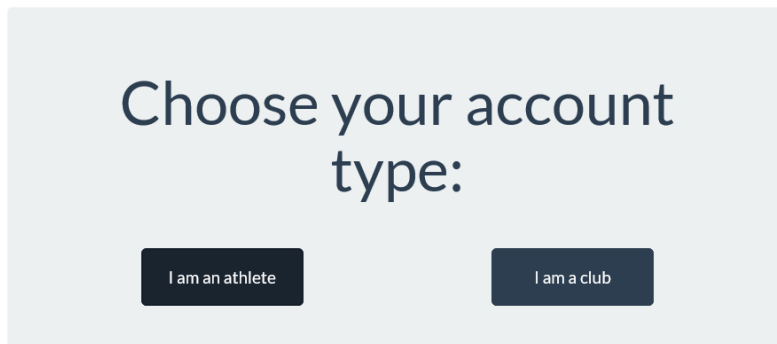 Choose your account
type:
I am an athlete
I am a club